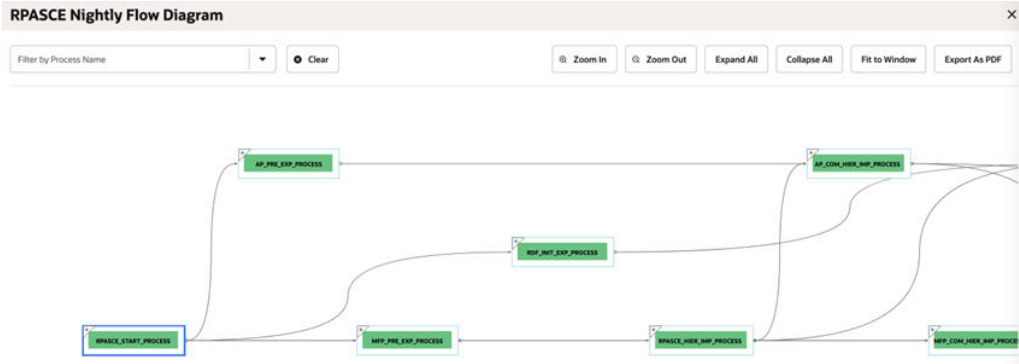 RPASCE Nightly Flow Diagram
Filter by Process Name
Clear
Zoom In
Zoom Out
Expand All
Collapse All
Fit to Window
Export As PDF
AP_PRE_EXP_PROCESS
AP_COM_HIER_IMP_PROCESS
RDF_INIT_EXP_PROCESS
RPASCE_START_PROCESS
MFP_PRE_EXP_PROCESS
RPASCE_HIER_IMP_PROCESS
MFP_COM_HIER_IMP_PROCE